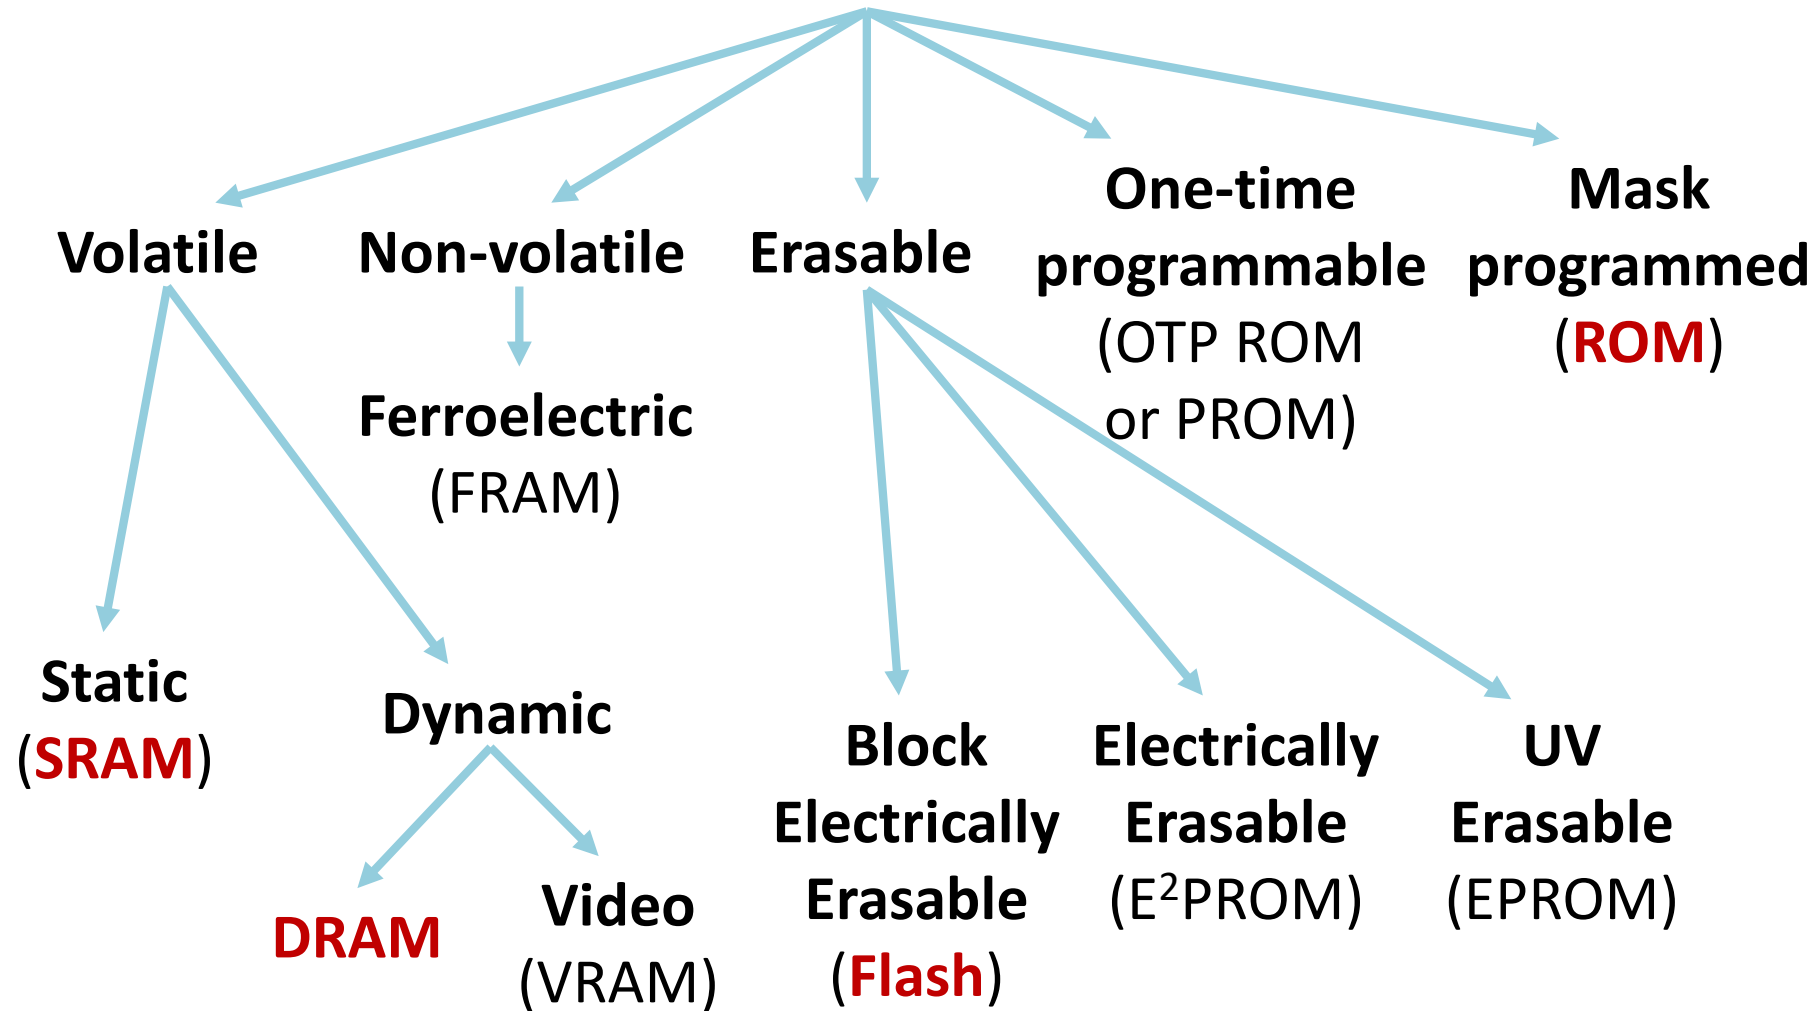 Volatile
Non-volatile
Erasable
One-time
programmable
(OTP ROM
or PROM)
Mask
programmed
(ROM)
Ferroelectric
(FRAM)
Static
(SRAM)
Dynamic
DRAM
Video
(VRAM)
Block
Electrically
Erasable
(Flash)
Electrically
Erasable
(E²PROM)
UV
Erasable
(EPROM)